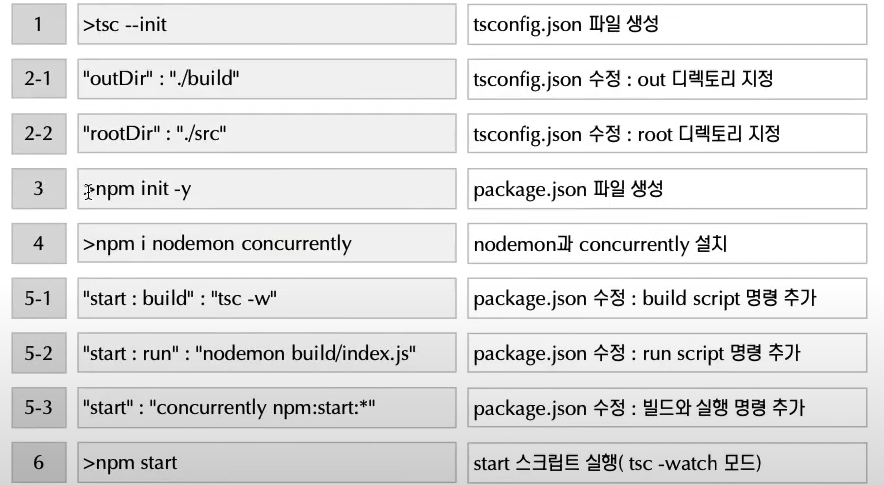 1 >tsc --init tsconfig.json 파일 생성
2-1 "outDir" : "./build" tsconfig.json 수정 : out 디렉토리 지정
2-2 "rootDir" : "./src" tsconfig.json 수정 : root 디렉토리 지정
3 >npm init -y package.json 파일 생성
4 >npm i nodemon concurrently nodemon과 concurrently 설치
5-1 "start : build" : "tsc -w" package.json 수정 : build script 명령 추가
5-2 "start : run" : "nodemon build/index.js" package.json 수정 : run script 명령 추가
5-3 "start" : "concurrently npm:start:*" package.json 수정 : 빌드와 실행 명령 추가
6 >npm start start 스크립트 실행( tsc -watch 모드)